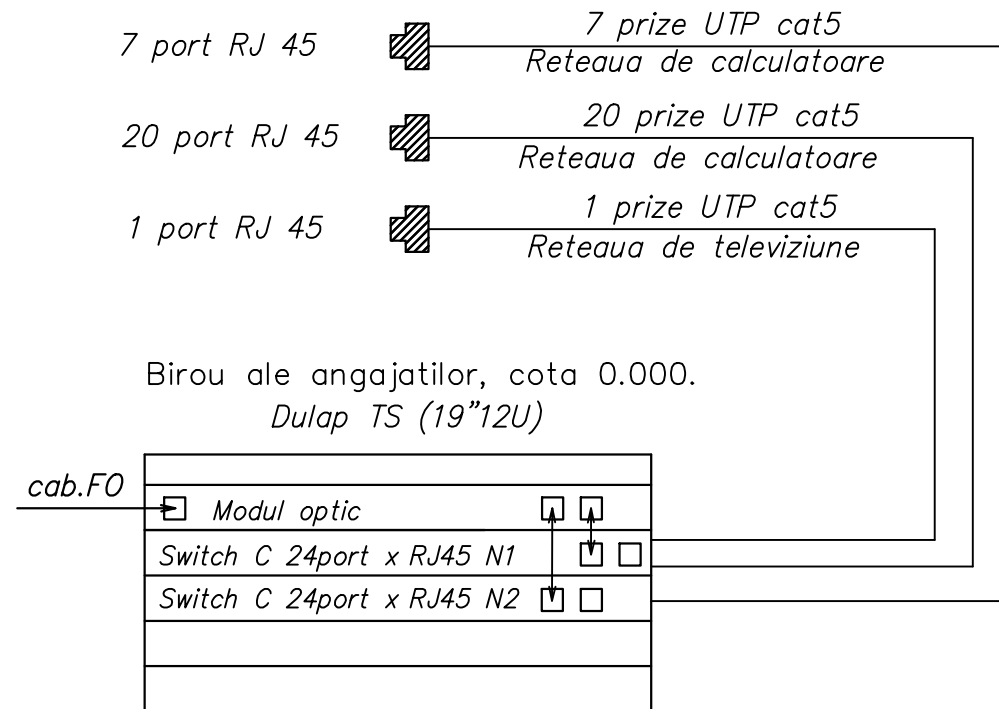 7 port RJ 45
7 prize UTP cat5
Reteaua de calculatoare
20 port RJ 45
20 prize UTP cat5
Reteaua de calculatoare
1 port RJ 45
1 prize UTP cat5
Reteaua de televiziune
Birou ale angajatilor, cota 0.000.
Dulap TS (19”12U)
cab.FO
Modul optic
Switch C 24port x RJ45 N1
Switch C 24port x RJ45 N2